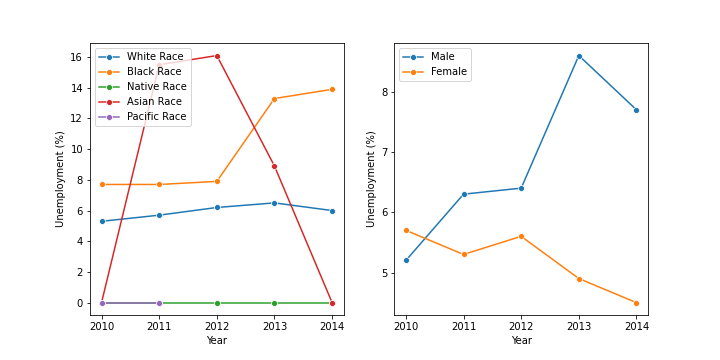 White Race
Black Race
Native Race
Asian Race
Pacific Race
16
14
12
10
8
6
4
2
0
Unemployment (%)
2010 2011 2012 2013 2014
Year
Male
Female
8
7
6
5
Unemployment (%)
2010 2011 2012 2013 2014
Year